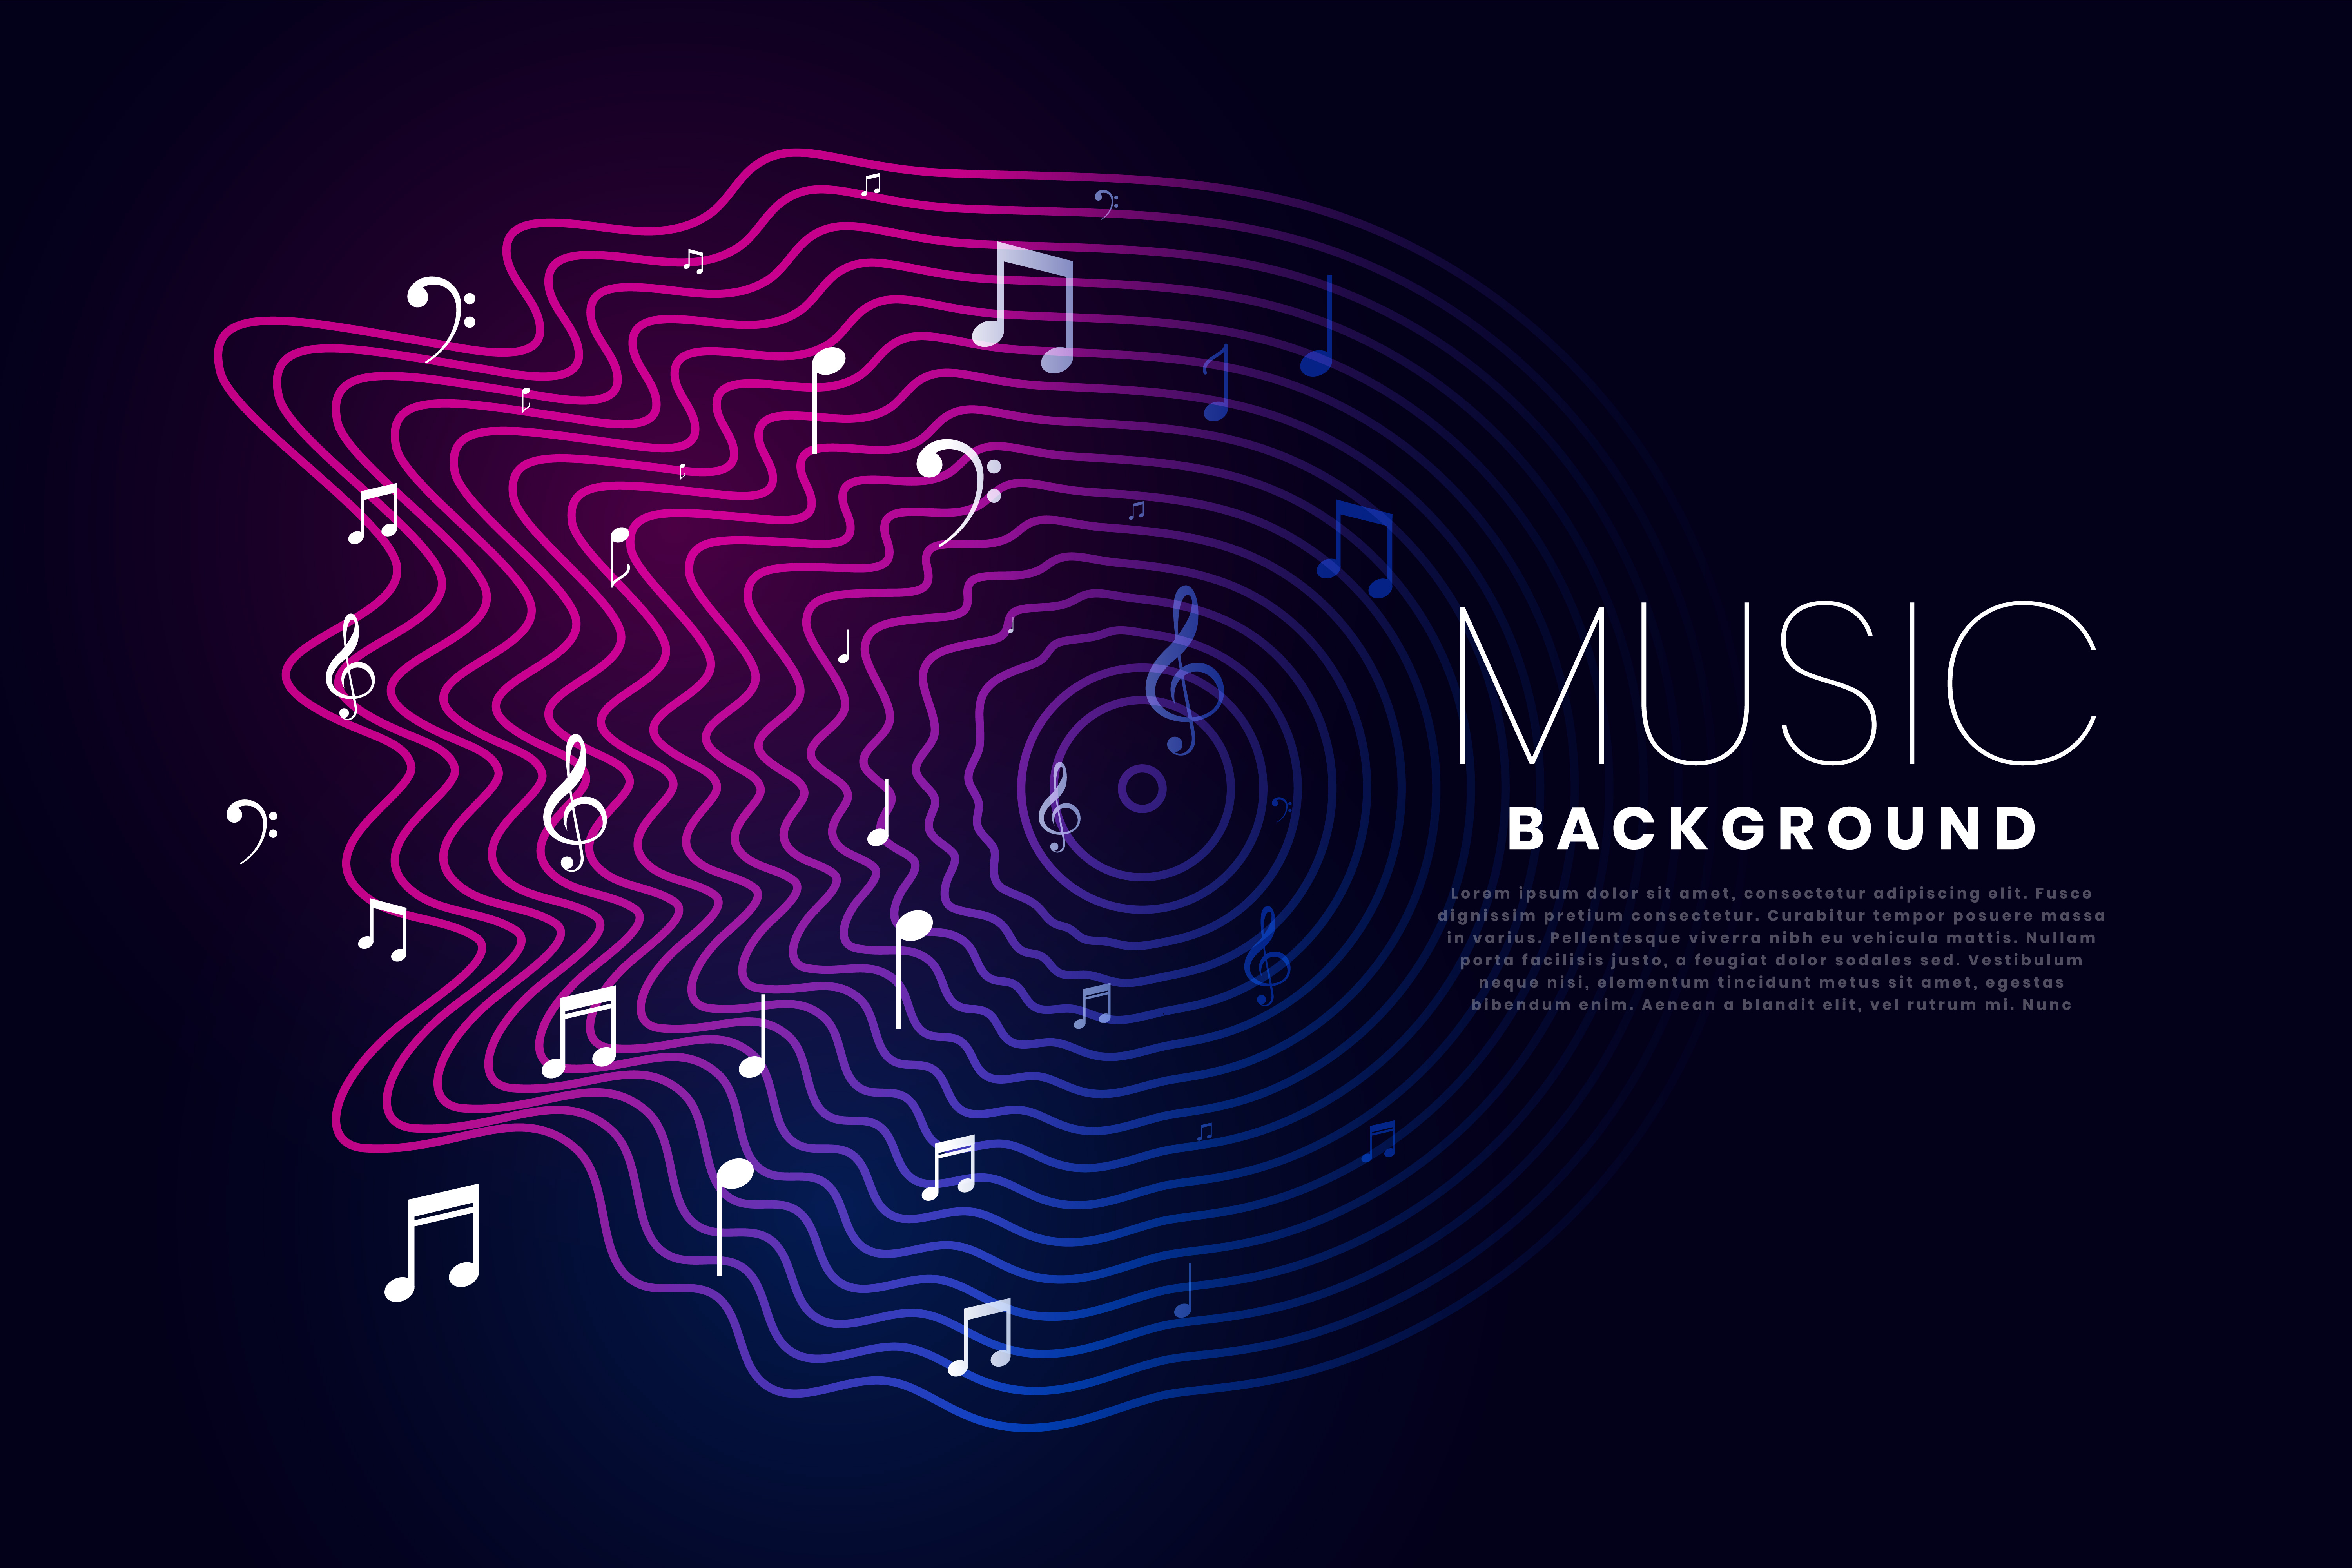 MUSIC
BACKGROUND
Lorem ipsum dolor sit amet, consectetur adipiscing elit. Fusce
dignissim pretium consectetur. Curabitur tempor posuere massa
in varius. Pellentesque viverra nibh eu vehicula mattis. Nullam
porta facilisis justo, a feugiat dolor sodales sed. Vestibulum
neque nisi, elementum tincidunt metus sit amet, egestas
bibendum enim. Aenean a blandit elit, vel rutrum mi. Nunc